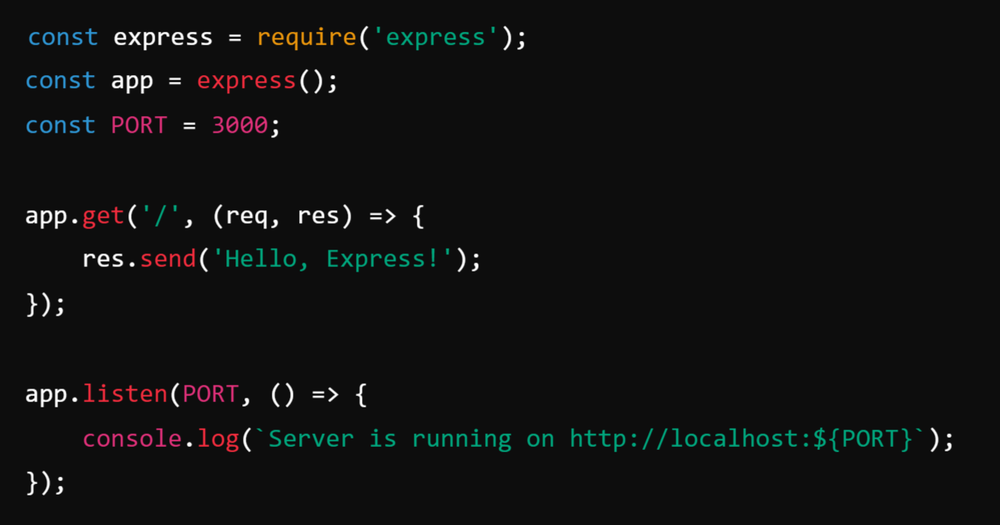 const express = require('express');
const app = express();
const PORT = 3000;
app.get('/', (req, res) => {
    res.send('Hello, Express!');
});
app.listen(PORT, () => {
    console.log(`Server is running on http://localhost:${PORT}`);
});